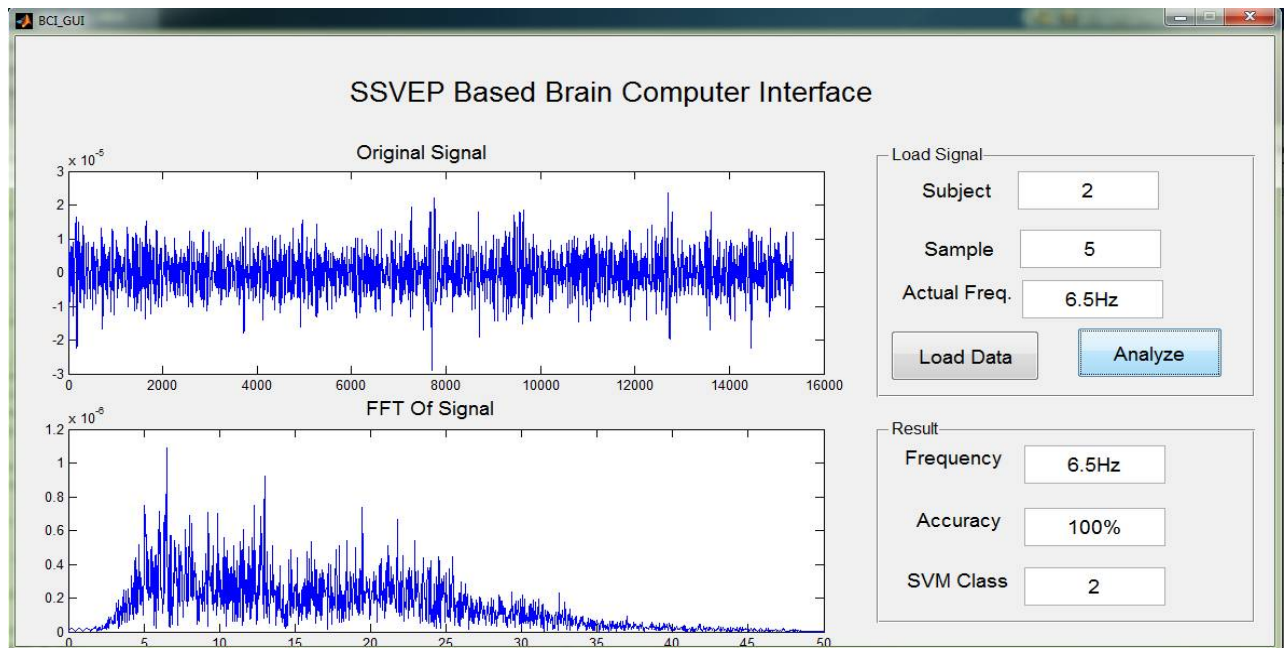 BCI_GUI
SSVEP Based Brain Computer Interface
Original Signal
x 10^-5
3
2
1
0
-1
-2
-3
0 2000 4000 6000 8000 10000 12000 14000 16000
FFT Of Signal
x 10^-6
1.2
1
0.8
0.6
0.4
0.2
0
0 5 10 15 20 25 30 35 40 45 50
Load Signal
Subject 2
Sample 5
Actual Freq. 6.5Hz
Load Data Analyze
Result
Frequency 6.5Hz
Accuracy 100%
SVM Class 2